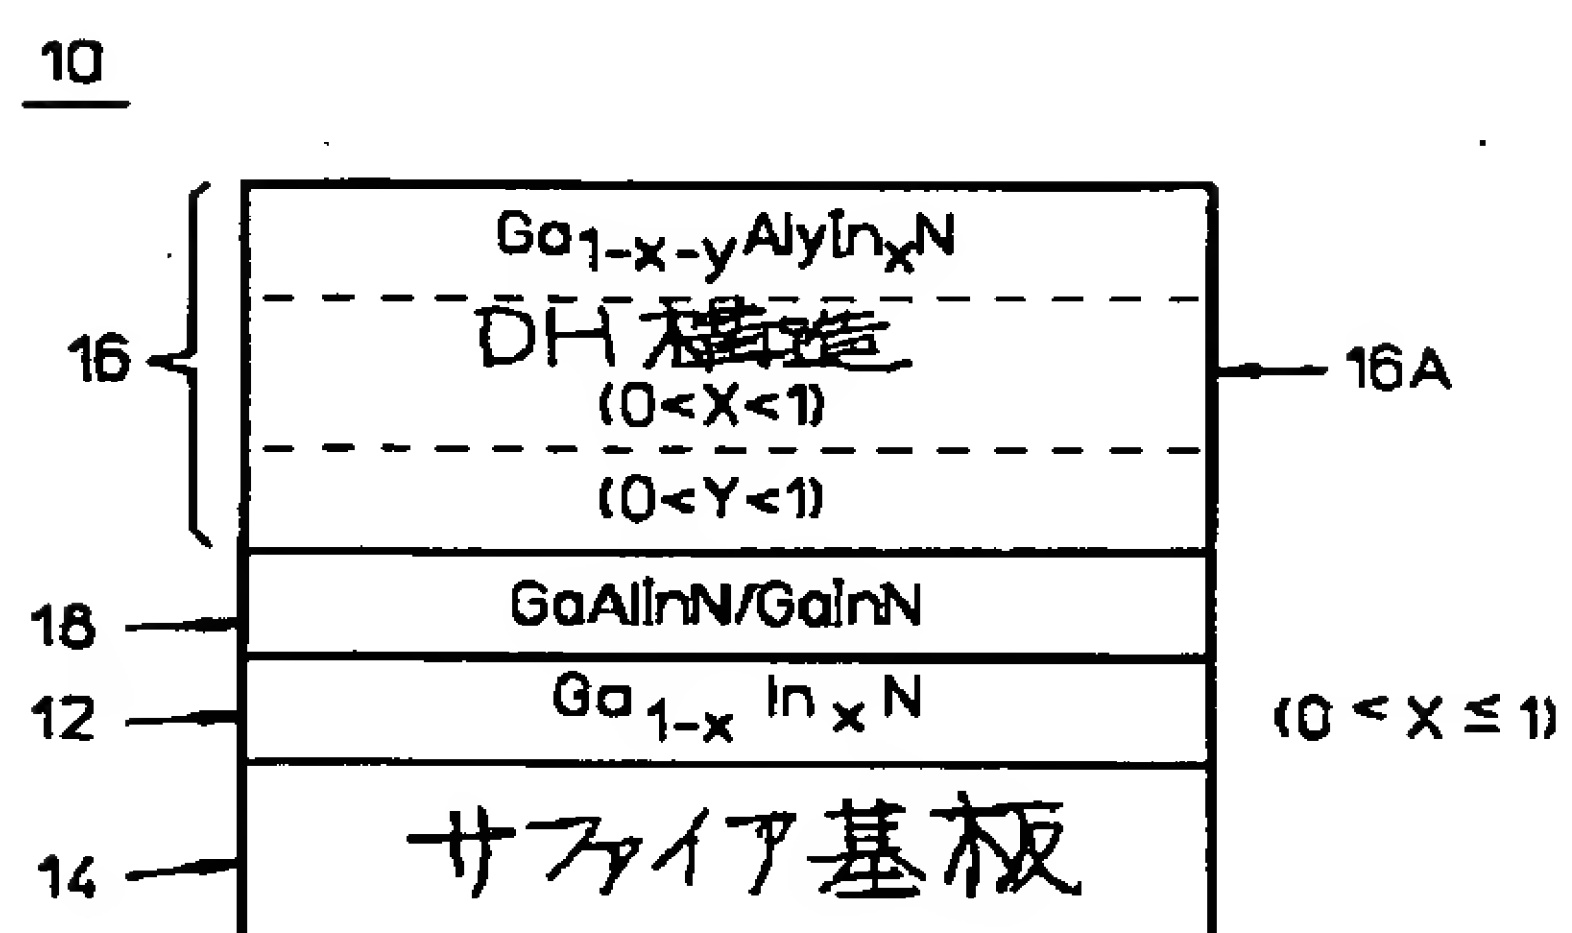 10
Ga1-x-yAlyInxN
DH構造
16
16A
(0<X<1)
(0<Y<1)
GaAlInN/GaInN
18
Ga1-x InxN
12
(0<X≤1)
サファイア基板
14